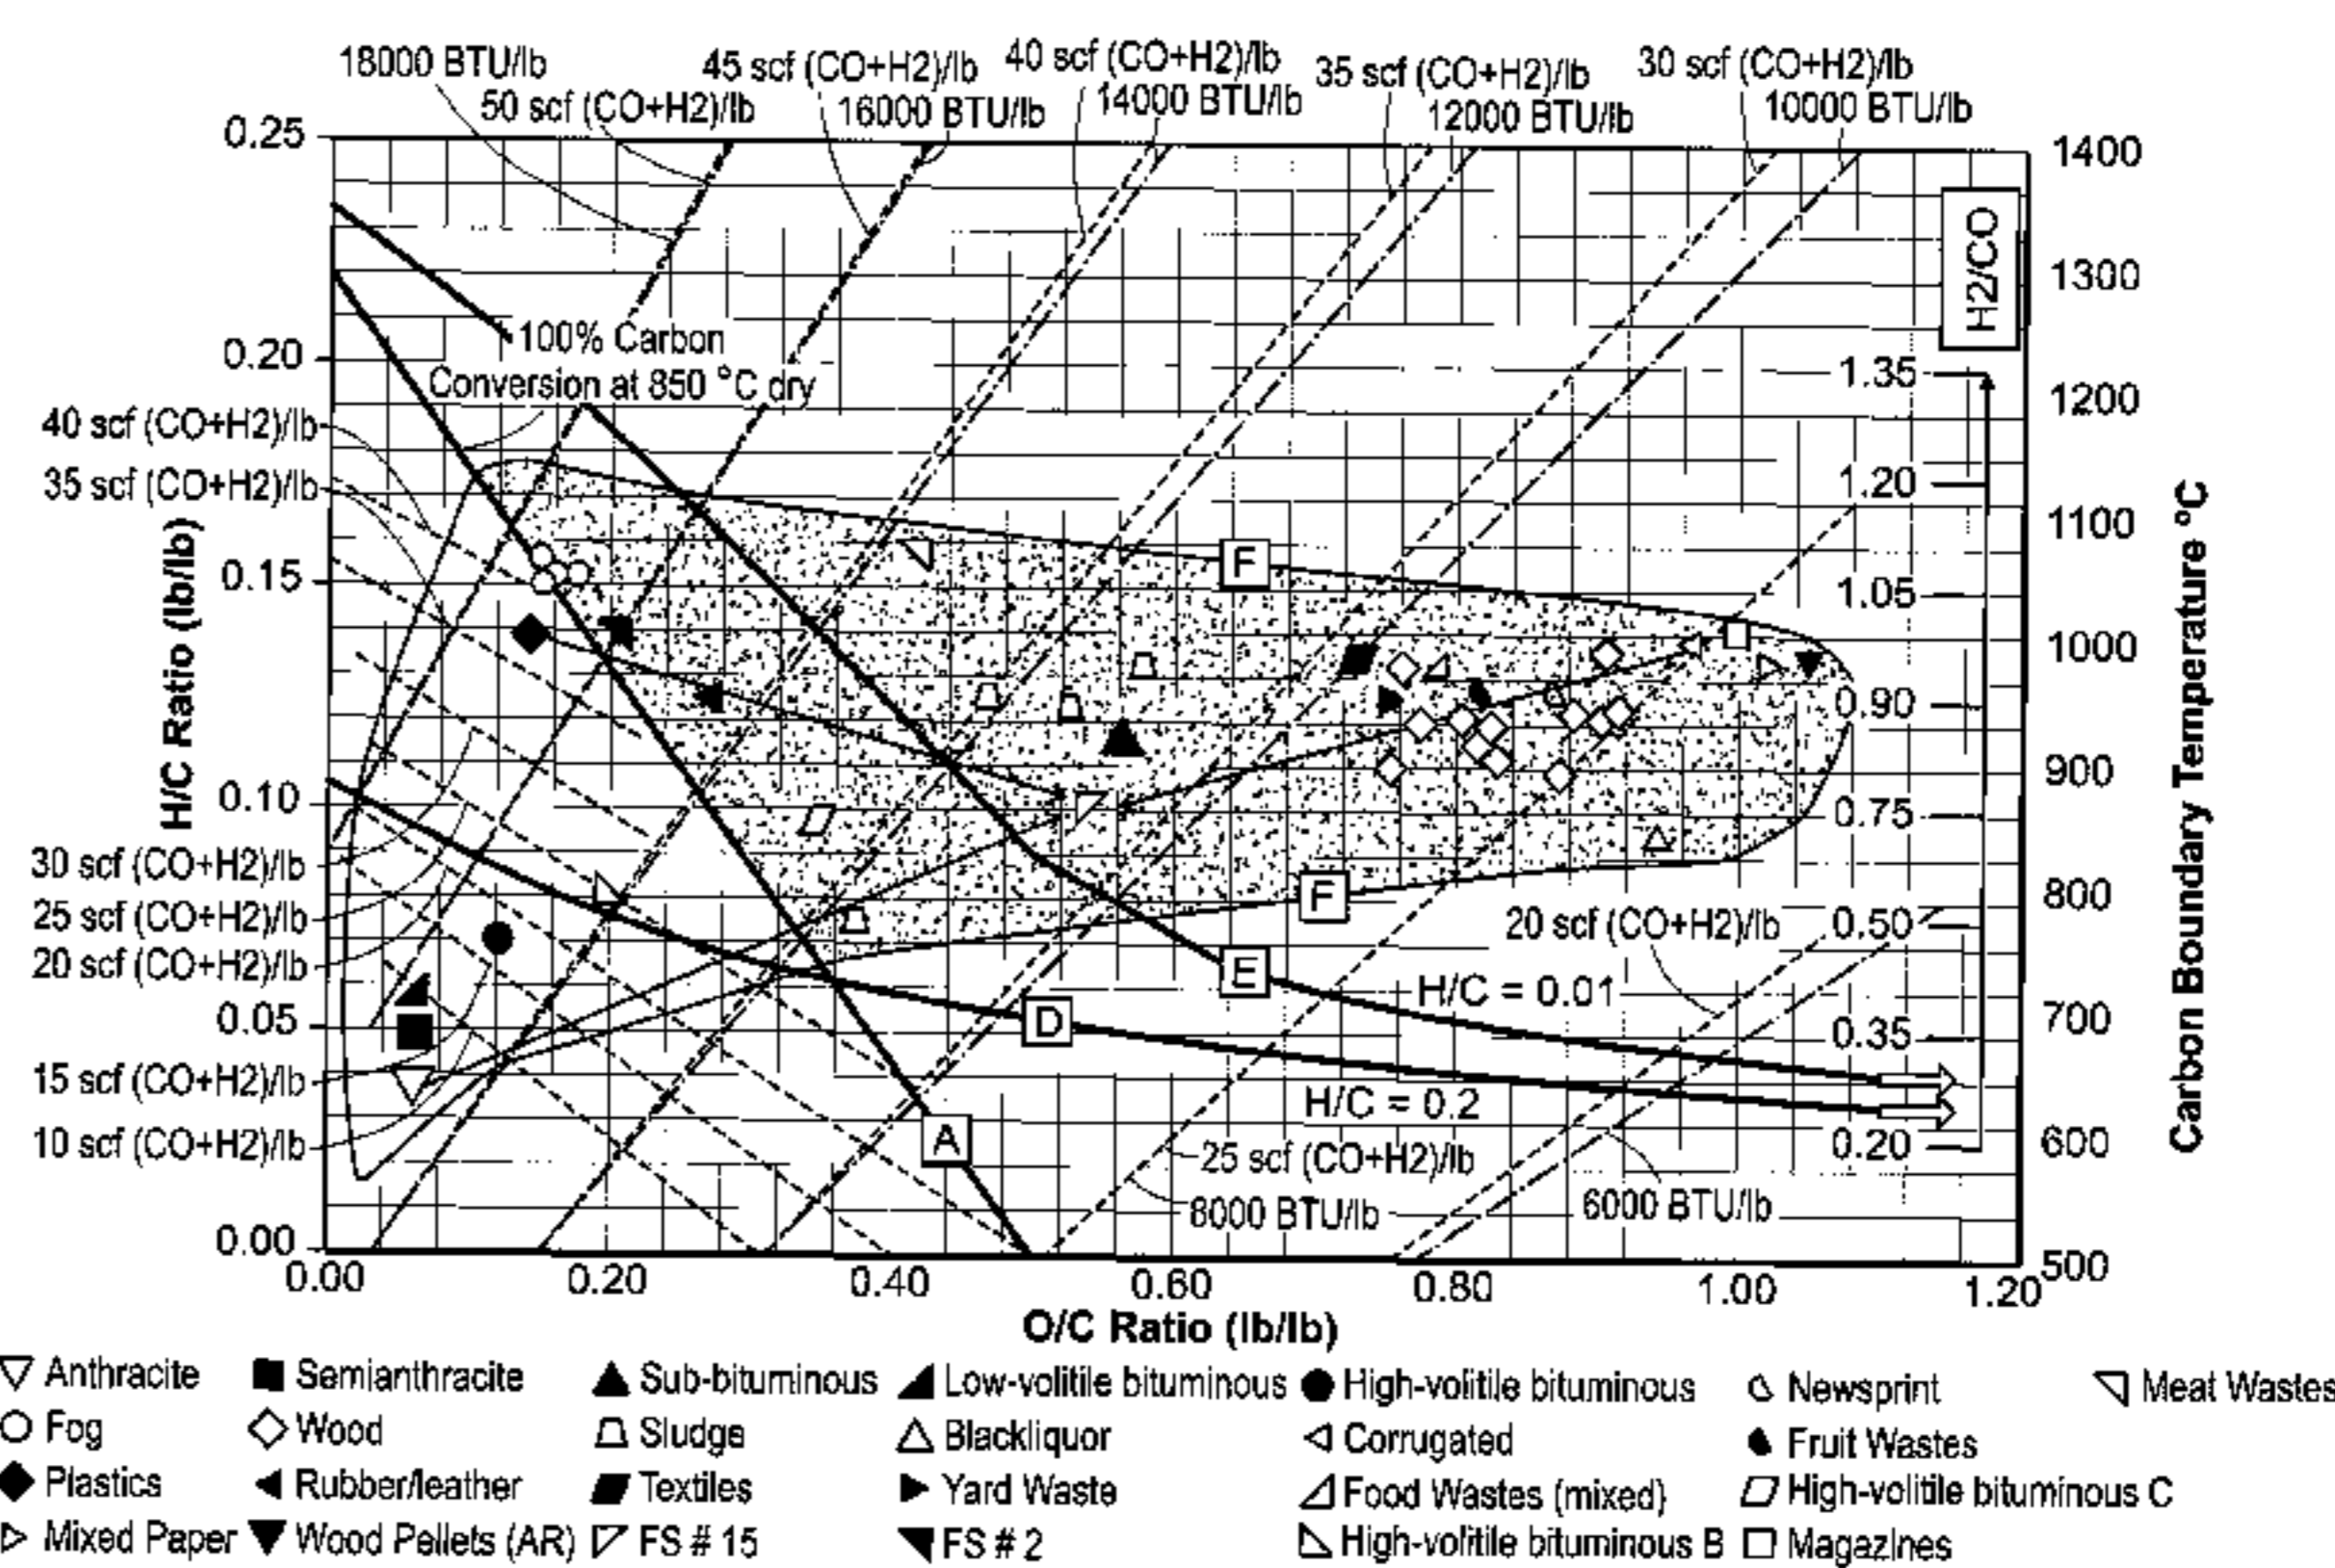 18000 BTU/lb
50 scf (CO+H2)/lb
45 scf (CO+H2)/lb
16000 BTU/lb
40 scf (CO+H2)/lb
14000 BTU/lb
35 scf (CO+H2)/lb
12000 BTU/lb
30 scf (CO+H2)/lb
10000 BTU/lb
0.25
0.20
0.15
0.10
0.05
0.00
H/C Ratio (lb/lb)
40 scf (CO+H2)/lb
35 scf (CO+H2)/lb
30 scf (CO+H2)/lb
25 scf (CO+H2)/lb
20 scf (CO+H2)/lb
15 scf (CO+H2)/lb
10 scf (CO+H2)/lb
100% Carbon
Conversion at 850 °C dry
F
F
E
D
A
H/C = 0.01
H/C = 0.2
20 scf (CO+H2)/lb
25 scf (CO+H2)/lb
8000 BTU/lb
6000 BTU/lb
H2/CO
1.35
1.20
1.05
0.90
0.75
0.50
0.35
0.20
1400
1300
1200
1100
1000
900
800
700
600
500
Carbon Boundary Temperature °C
0.00 0.20 0.40 0.60 0.80 1.00 1.20
O/C Ratio (lb/lb)
Anthracite Semianthracite Sub-bituminous Low-volitile bituminous High-volitile bituminous Newsprint Meat Wastes
Fog Wood Sludge Blackliquor Corrugated Fruit Wastes
Plastics Rubber/leather Textiles Yard Waste Food Wastes (mixed) High-volitile bituminous C
Mixed Paper Wood Pellets (AR) FS # 15 FS # 2 High-volitile bituminous B Magazines